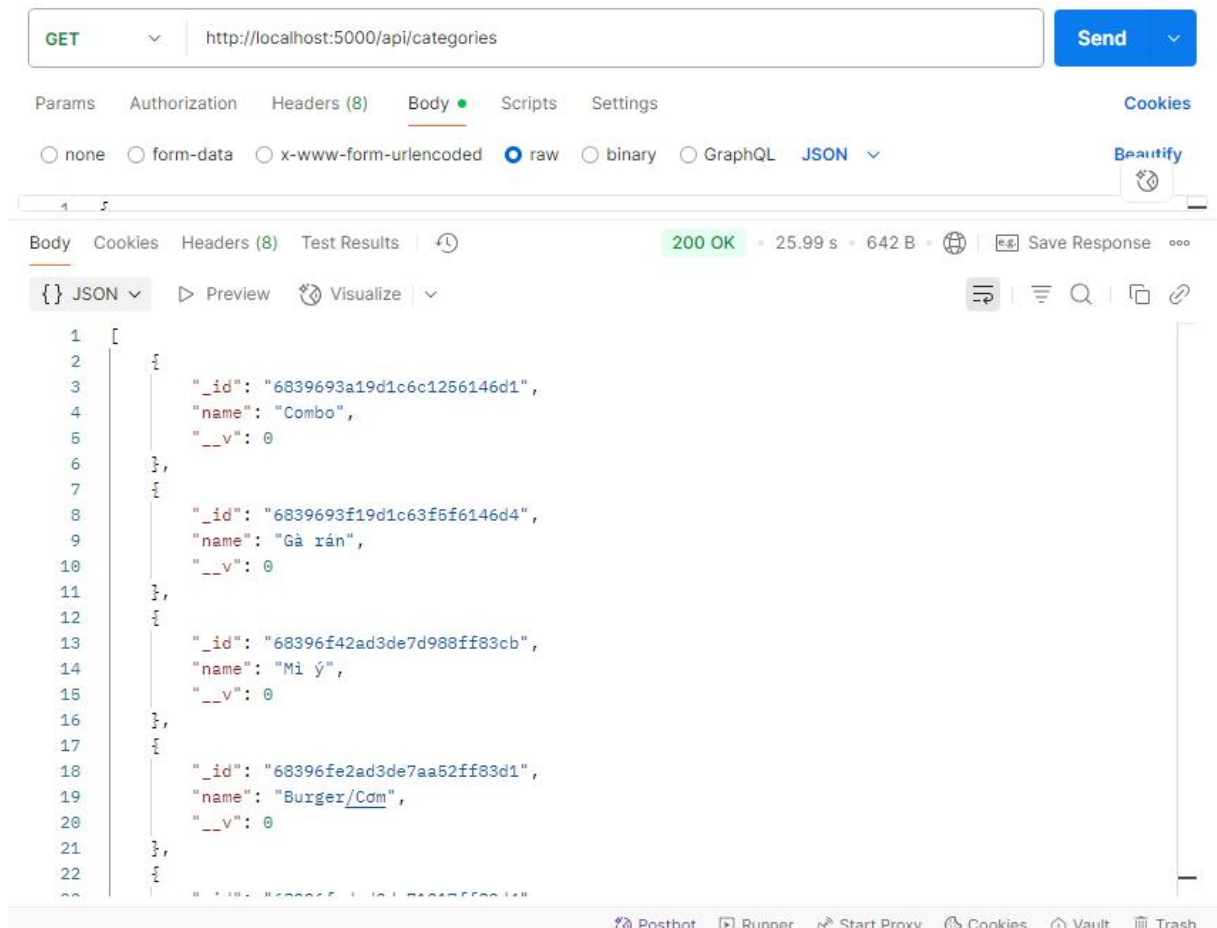 GET http://localhost:5000/api/categories Send
Params Authorization Headers (8) Body Scripts Settings Cookies
none form-data x-www-form-urlencoded raw binary GraphQL JSON Beautify
Body Cookies Headers (8) Test Results 200 OK 25.99 s 642 B e.g. Save Response
{} JSON Preview Visualize
1 [
2 {
3 "_id": "6839693a19d1c6c1256146d1",
4 "name": "Combo",
5 "__v": 0
6 },
7 {
8 "_id": "6839693f19d1c63f5f6146d4",
9 "name": "Gà rán",
10 "__v": 0
11 },
12 {
13 "_id": "68396f42ad3de7d988ff83cb",
14 "name": "Mì ý",
15 "__v": 0
16 },
17 {
18 "_id": "68396fe2ad3de7aa52ff83d1",
19 "name": "Burger/Cơm",
20 "__v": 0
21 },
22 {
Postbot Runner Start Proxy Cookies Vault Trash